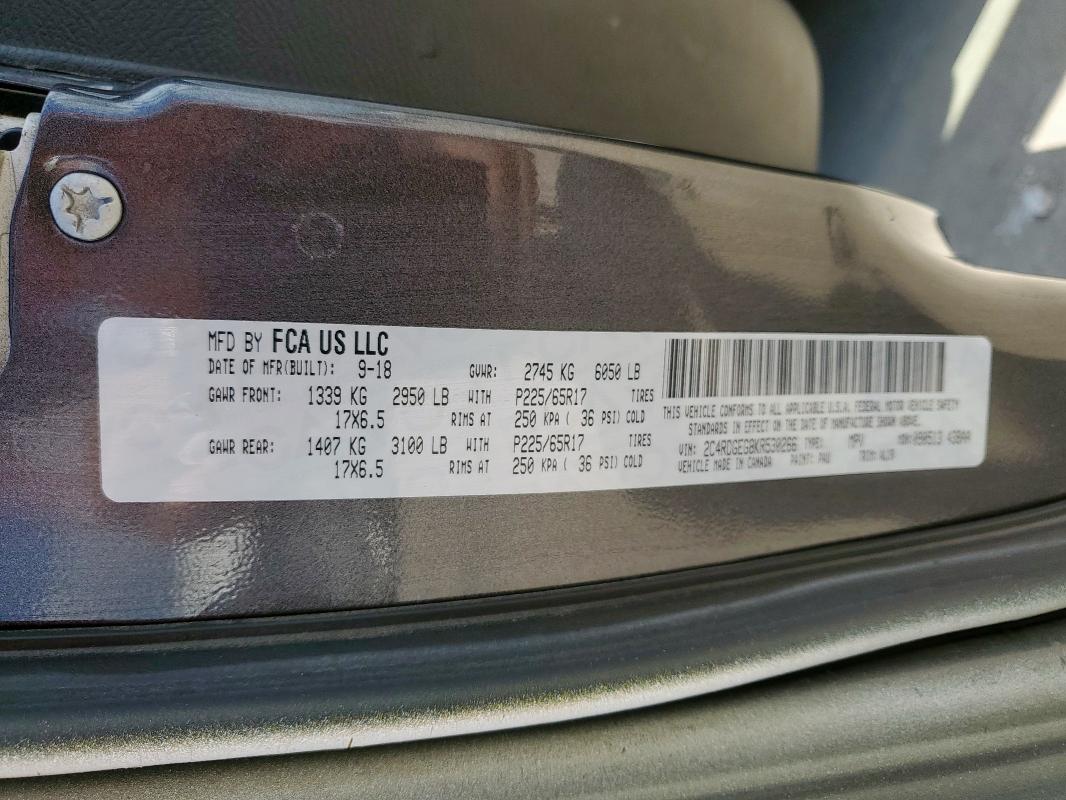 MFD BY FCA US LLC
DATE OF MFR(BUILT): 9-18 GVWR: 2745 KG 6050 LB
GAWR FRONT: 1339 KG 2950 LB WITH P225/65R17 TIRES
17X6.5 RIMS AT 250 KPA ( 36 PSI) COLD
GAWR REAR: 1407 KG 3100 LB WITH P225/65R17 TIRES
17X6.5 RIMS AT 250 KPA ( 36 PSI) COLD
THIS VEHICLE CONFORMS TO ALL APPLICABLE U.S.A. FEDERAL MOTOR VEHICLE SAFETY
STANDARDS IN EFFECT ON THE DATE OF MANUFACTURE SHOWN ABOVE.
VIN: 2C4RDGEG8KR530266 TYPE: MPV MDH: 090513 
VEHICLE MADE IN CANADA PAINT: PAU TRIM: